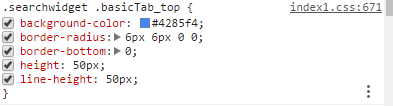 .searchwidget .basicTab_top { index1.css:671
background-color: #4285f4;
border-radius: 6px 6px 0 0;
border-bottom: 0;
height: 50px;
line-height: 50px;
}